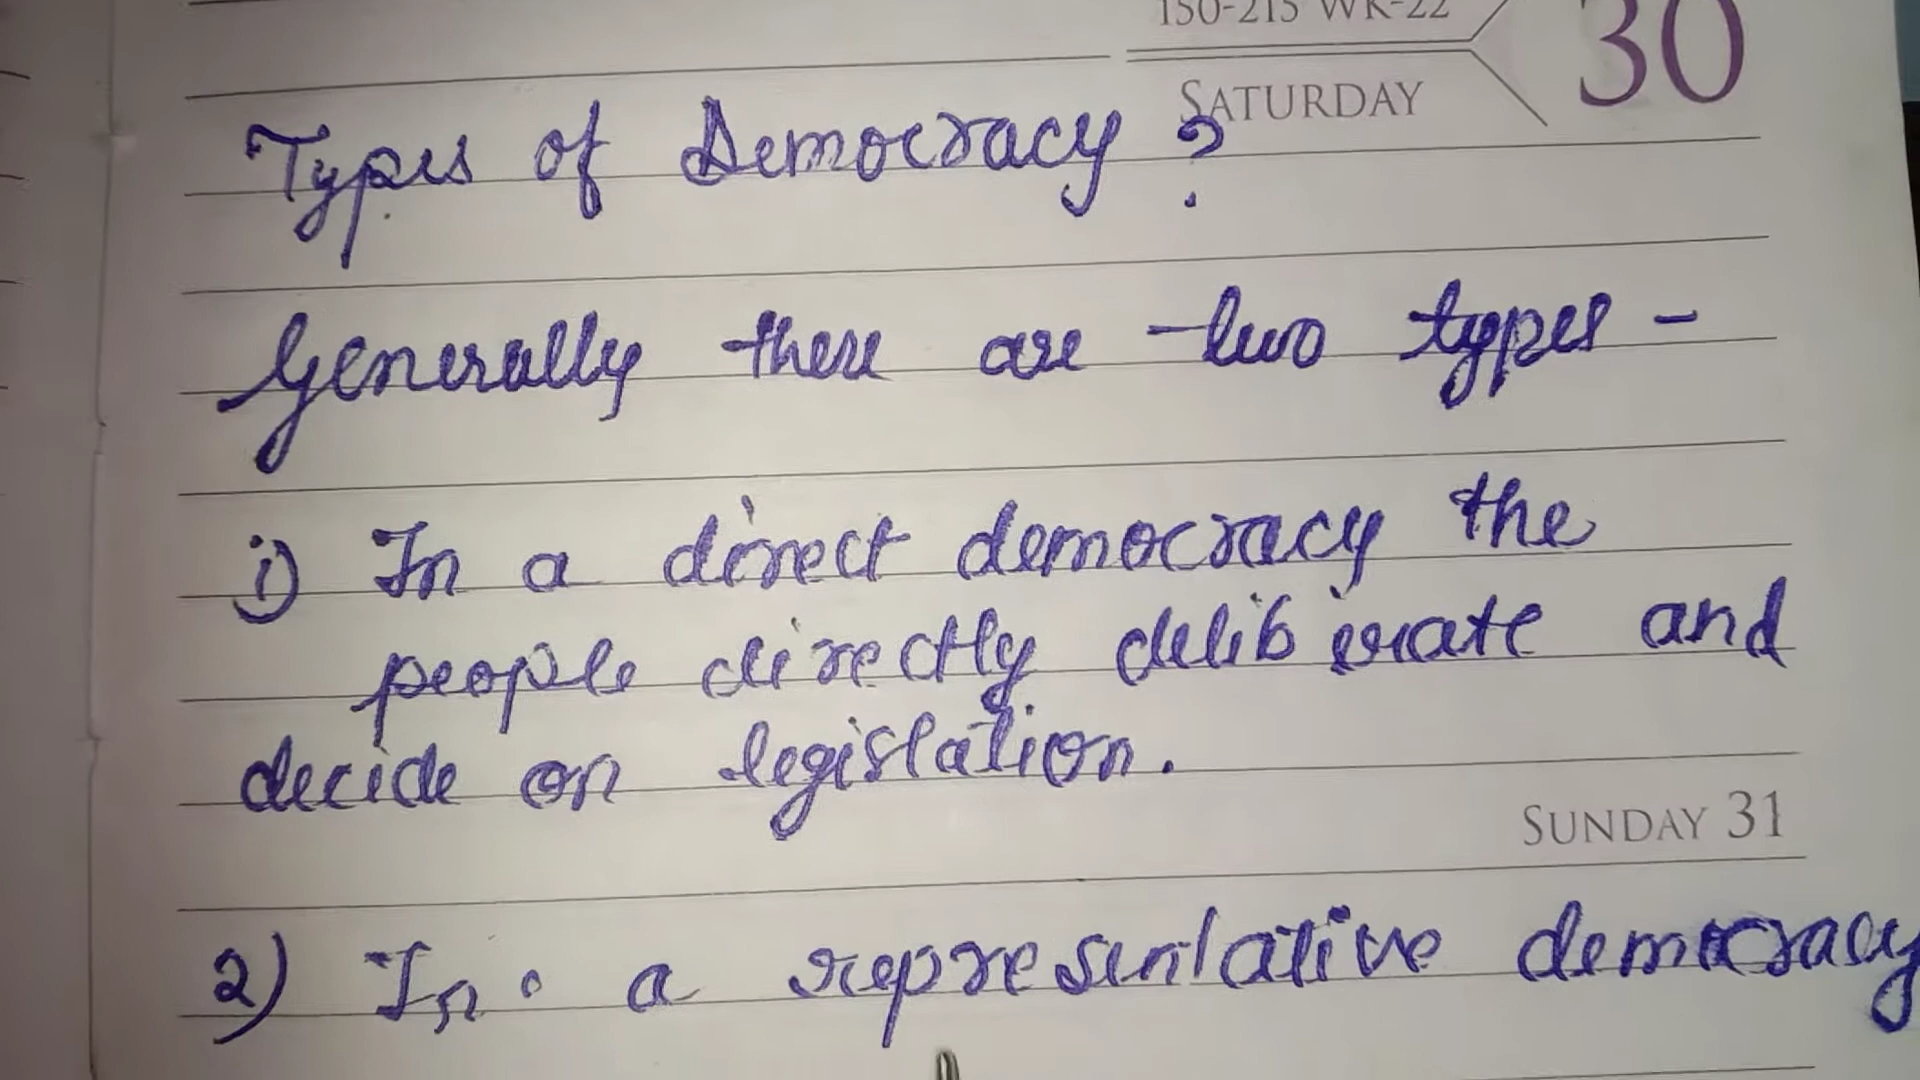 150-215 WK-22
30
SATURDAY
Types of Democracy ?
Generally there are two types -
i) In a direct democracy the
people directly deliberate and
decide on legislation.
SUNDAY 31
2) In a representative democracy